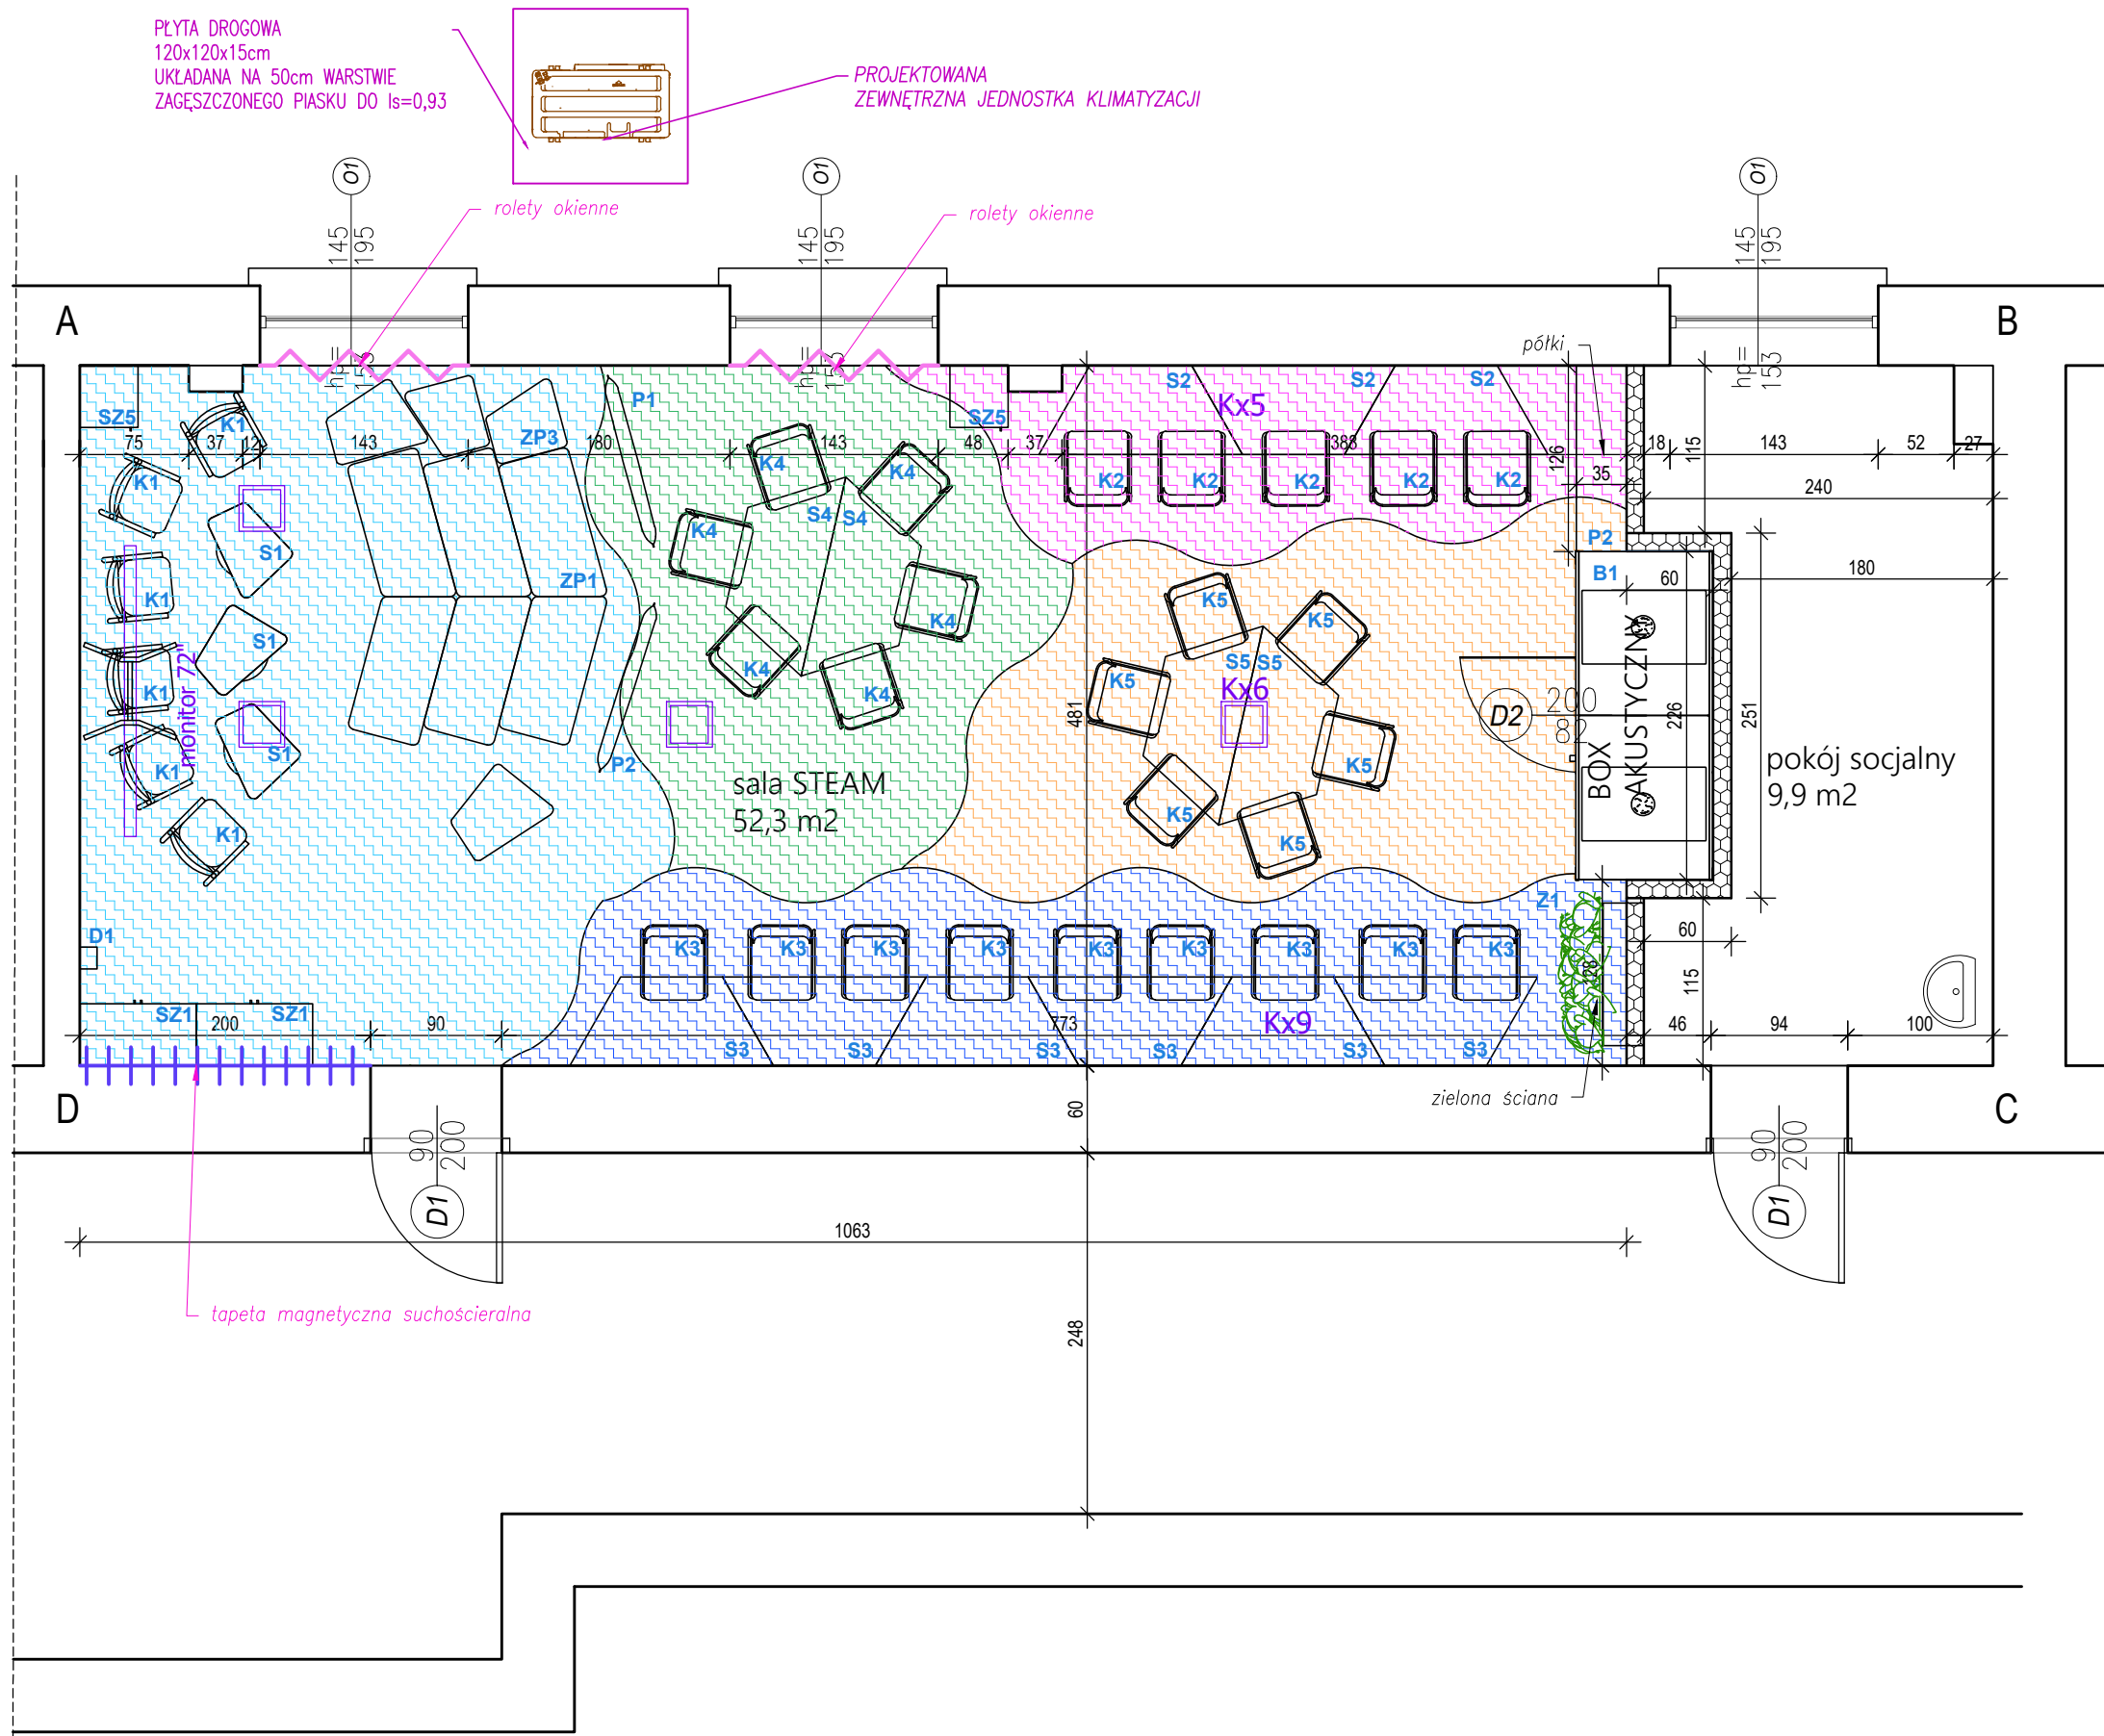 PŁYTA DROGOWA
120x120x15cm
UKŁADANA NA 50cm WARSTWIE
ZAGĘSZCZONEGO PIASKU DO Is=0,93
PROJEKTOWANA
ZEWNĘTRZNA JEDNOSTKA KLIMATYZACJI
01
01
01
rolety okienne
rolety okienne
145
195
145
195
145
195
A
B
hp=
153
hp=
153
hp=
153
półki
SZ5
K1
P1
SZ5
S2
S2
S2
Kx5
ZP3
75
37
12
143
180
143
48
37
388
126
18
115
143
52
27
35
240
K1
K4
K4
K2
K2
K2
K2
K2
S4
S4
K4
S1
P2
ZP1
B1
60
180
K1
K5
K5
K4
S1
S5
S5
BOX
AKUSTYCZNY
K1
monitor 72"
K4
K4
K5
Kx6
D2
200
82
226
251
481
S1
K1
P2
K5
pokój socjalny
9,9 m2
sala STEAM
52,3 m2
K1
K5
K5
Z1
D1
K3
K3
K3
K3
K3
K3
K3
K3
K3
60
128
115
SZ1
SZ1
200
90
773
Kx9
46
94
100
S3
S3
S3
S3
S3
S3
D
C
zielona ściana
60
90
200
90
200
D1
D1
1063
tapeta magnetyczna suchościeralna
248